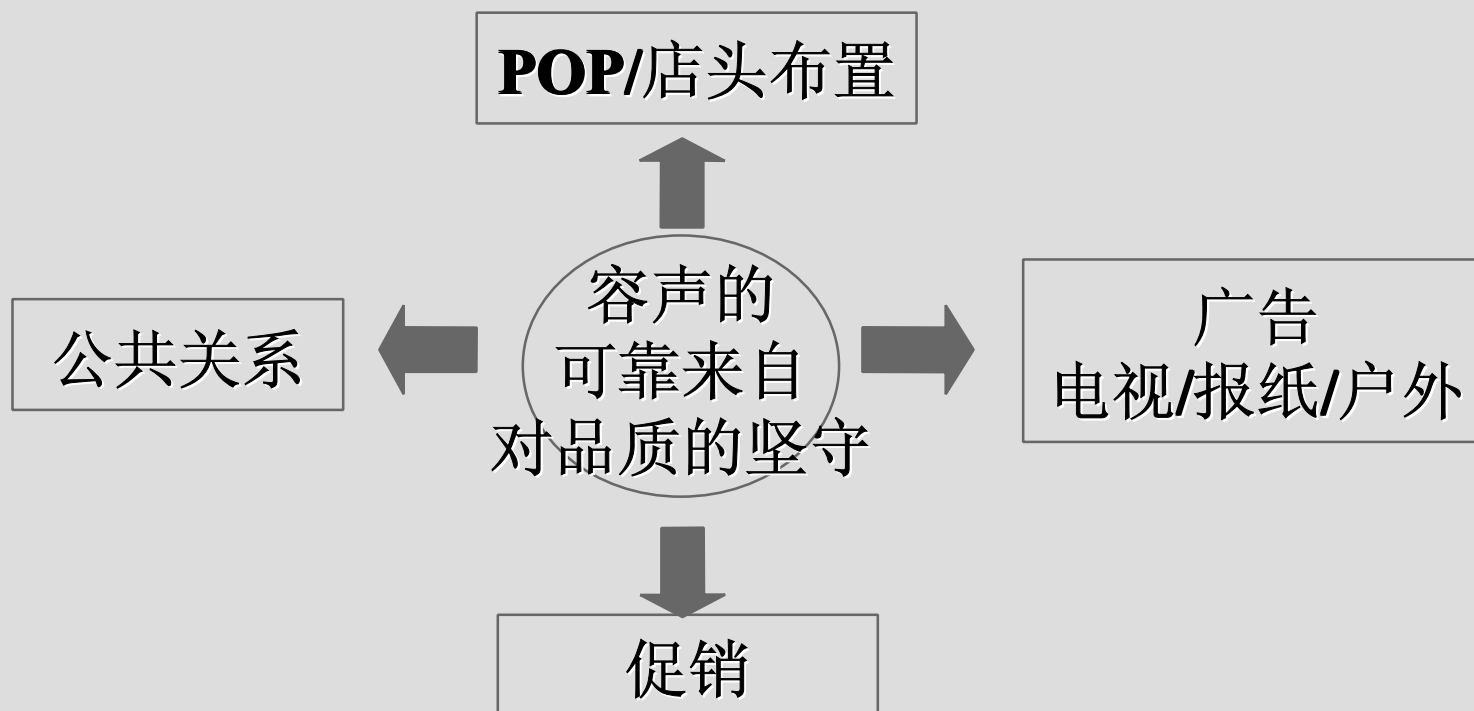 POP/店头布置
容声的
可靠来自
对品质的坚守
公共关系
广告
电视/报纸/户外
促销